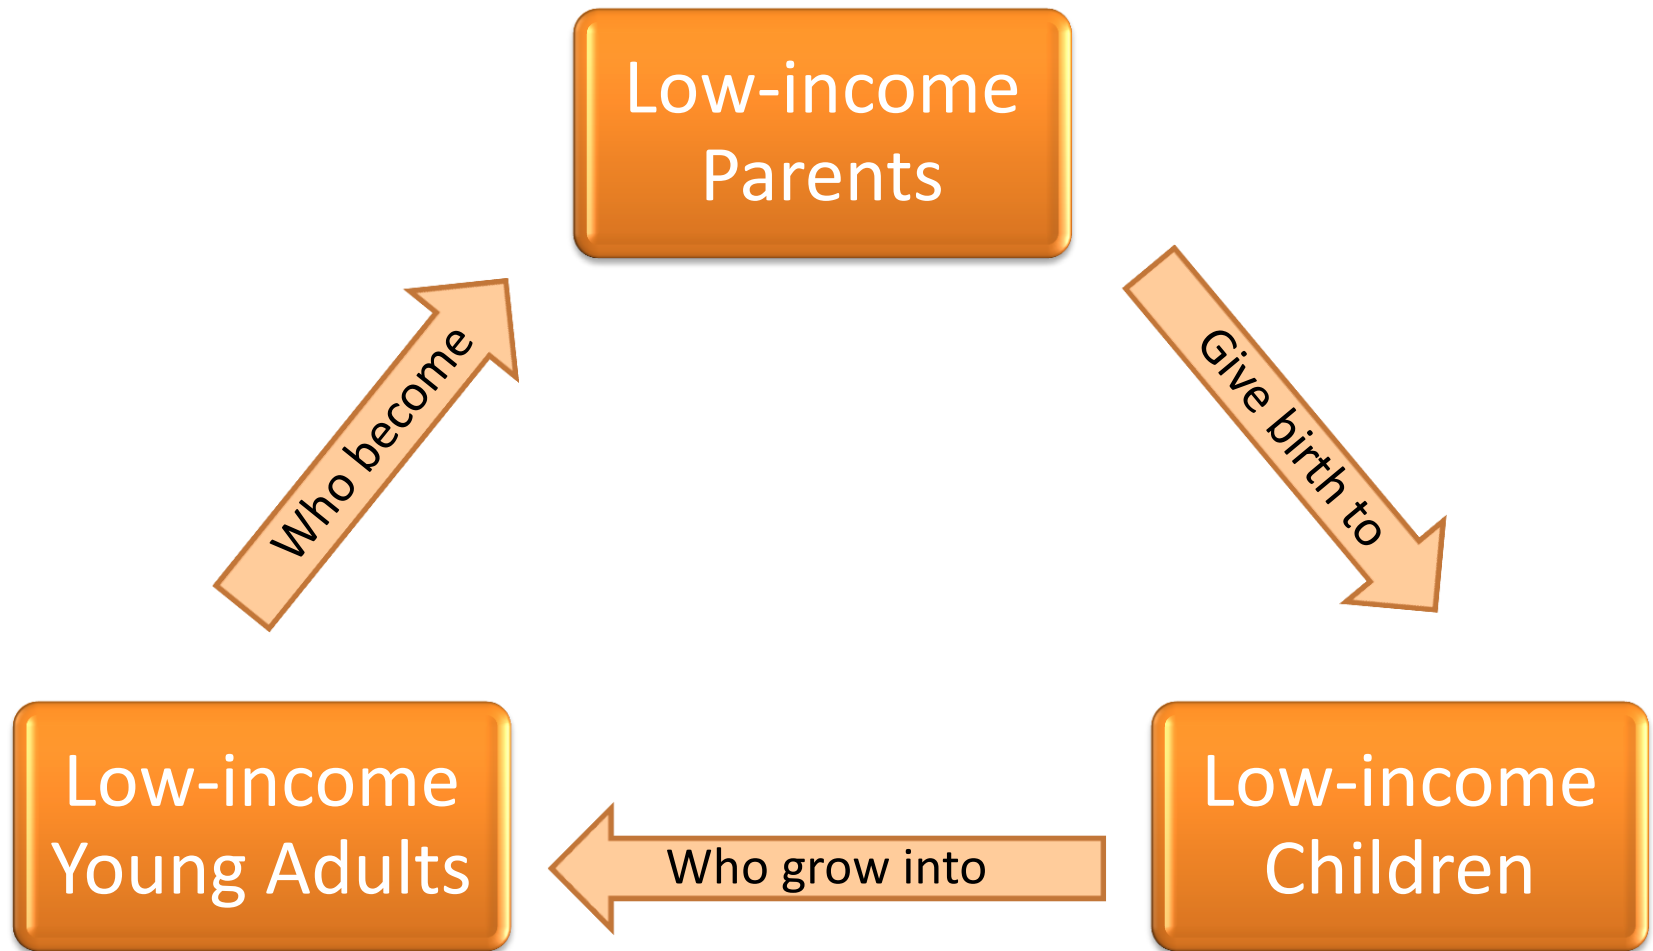 Low-income
Parents
Give birth to
Low-income
Children
Who grow into
Low-income
Young Adults
Who become